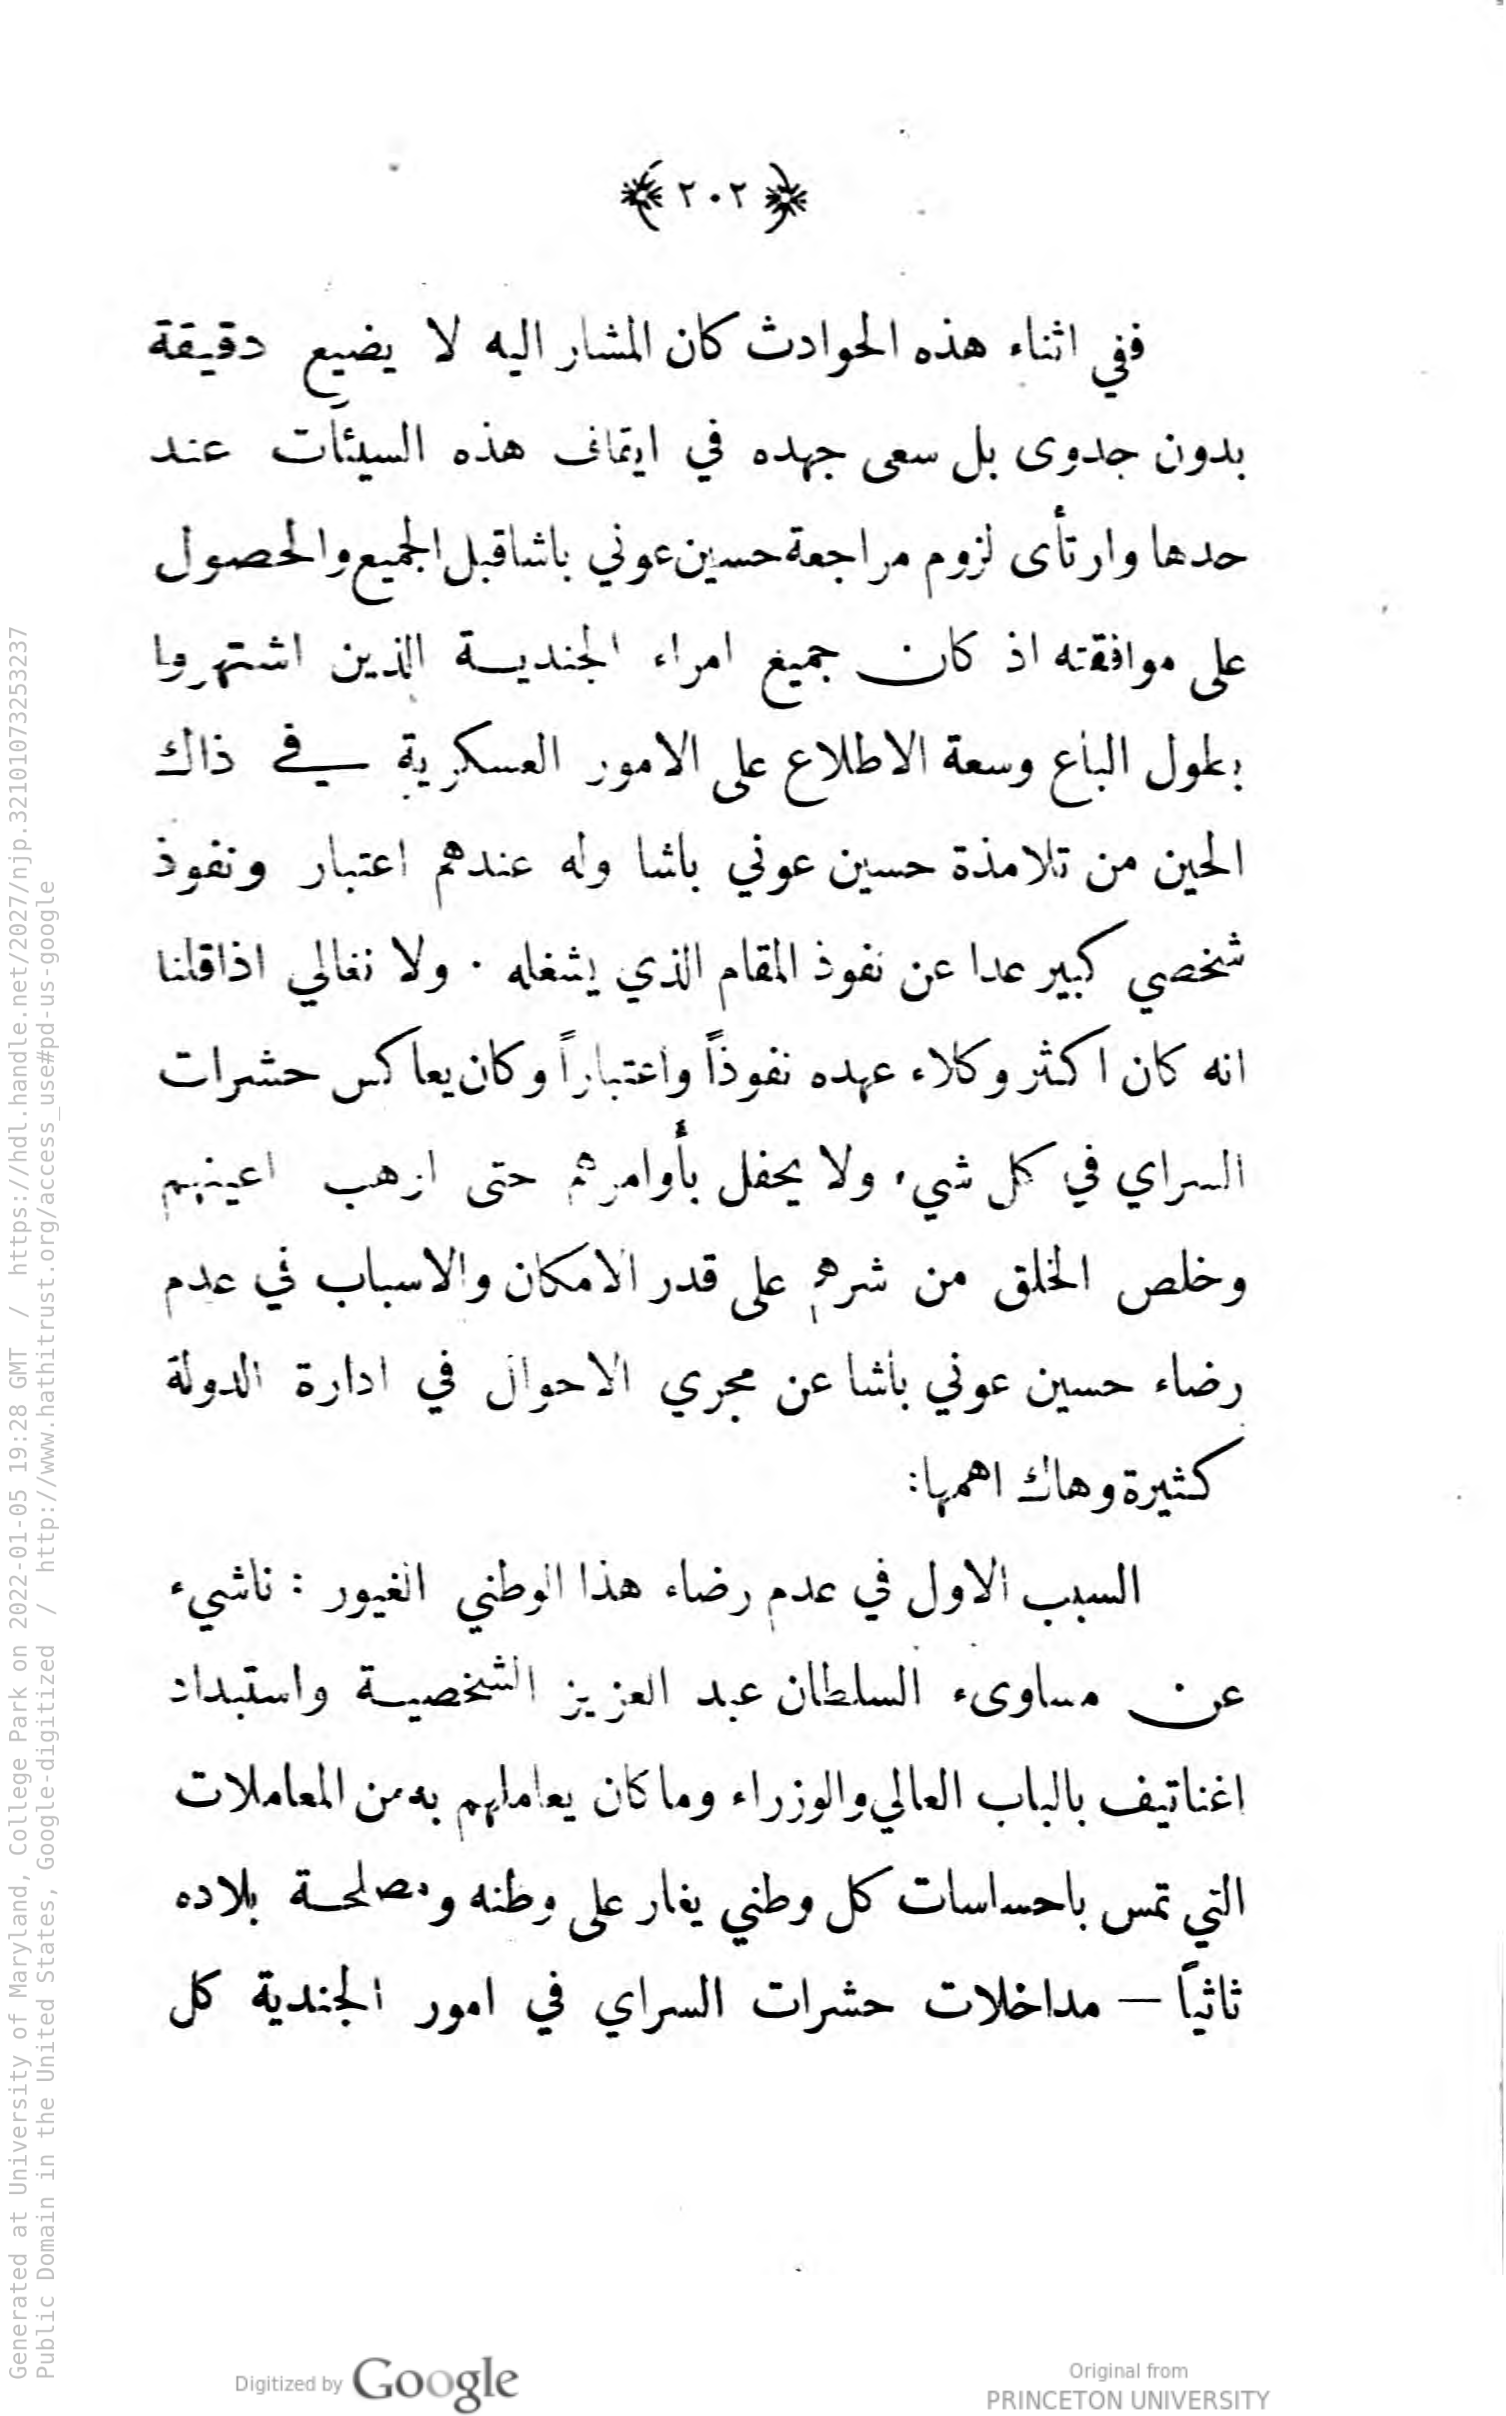 ﴿ ٢٠٢ ﴾
ففي اثناء هذه الحوادث كان المشار اليه لا يضيع دقيقة
بدون جدوى بل سعى جهده في ايقاف هذه السيئآت عند
حدها وارتأى لزوم مراجعة حسين عوني باشا قبل الجميع والحصول
على موافقته اذ كان جميع امراء الجندية الذين اشتهروا
بطول الباع وسعة الاطلاع على الامور العسكرية في ذاك
الحين من تلامذة حسين عوني باشا وله عندهم اعتبار ونفوذ
شخصي كبير عدا عن نفوذ المقام الذي يشغله ٠ ولا نغالي اذا قلنا
انه كان اكثر وكلاء عهده نفوذاً واعتباراً وكان يعاكس حشرات
السراي في كل شيء ولا يحفل بأوامرهم حتى ارهب اعينهم
وخلص الخلق من شرهم على قدر الامكان والاسباب في عدم
رضاء حسين عوني باشا عن مجرى الاحوال في ادارة الدولة
كثيرة وهاك اهمها:
السبب الاول في عدم رضاء هذا الوطني الغيور : ناشيء
عن مساوىء السلطان عبد العزيز الشخصية واستبداد
اغناتيف بالباب العالي والوزراء وما كان يعاملهم به من المعاملات
التي تمس باحساسات كل وطني يغار على وطنه ومصلحة بلاده
ثانياً — مداخلات حشرات السراي في امور الجندية كل
Digitized by Google
Original from
PRINCETON UNIVERSITY
Generated at University of Maryland, College Park on 2022-01-05 19:28 GMT / https://hdl.handle.net/2027/njp.32101073253237
Public Domain in the United States, Google-digitized / http://www.hathitrust.org/access_use#pd-us-google